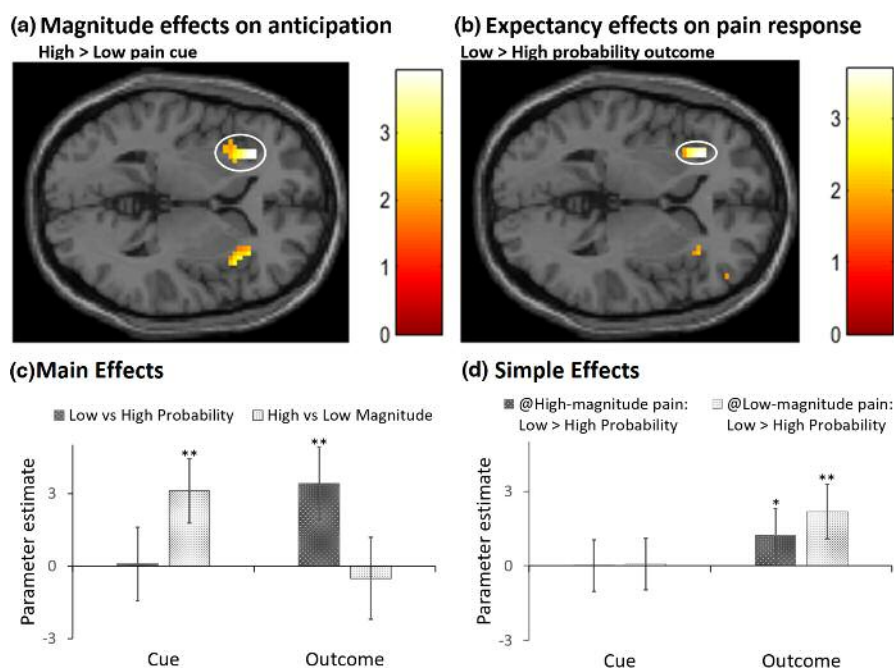 (a) Magnitude effects on anticipation
High > Low pain cue
3
2
1
0
(b) Expectancy effects on pain response
Low > High probability outcome
3
2
1
0
(c)Main Effects
Low vs High Probability
High vs Low Magnitude
Parameter estimate
3
0
-3
**
**
Cue
Outcome
(d) Simple Effects
@High-magnitude pain:
Low > High Probability
@Low-magnitude pain:
Low > High Probability
Parameter estimate
3
0
-3
*
**
Cue
Outcome